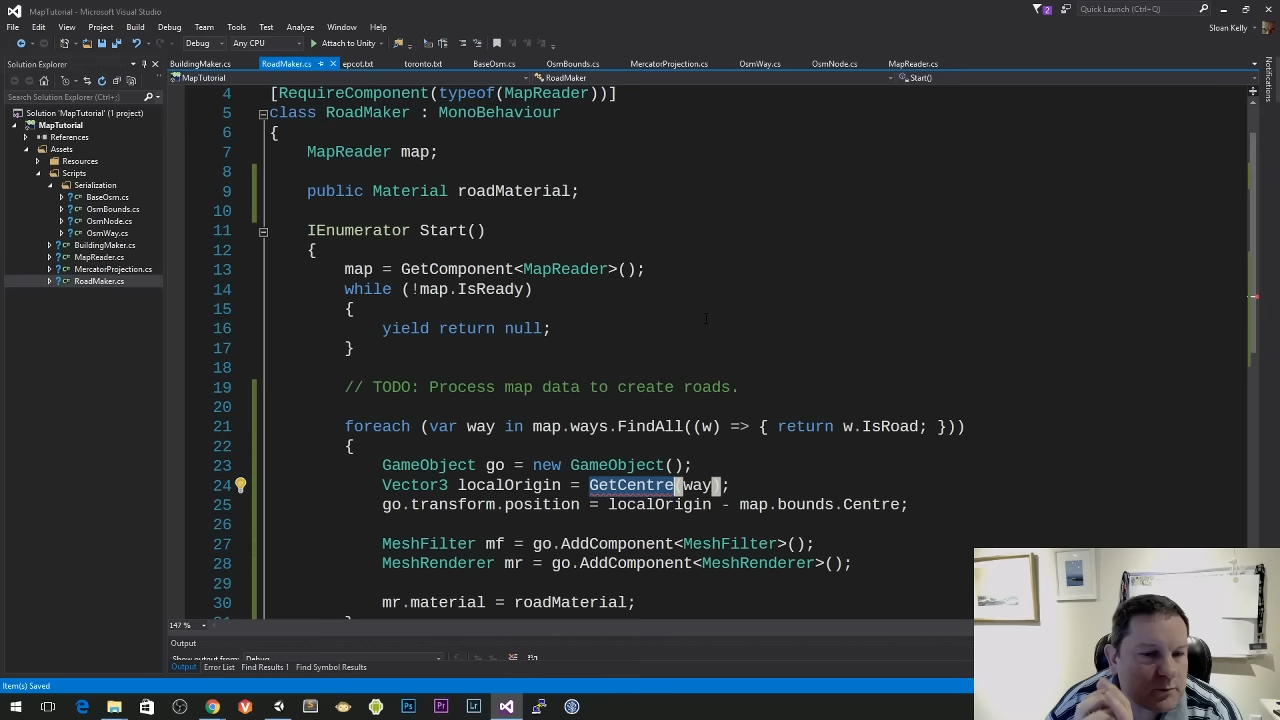 MapTutorial - Microsoft Visual Studio
Quick Launch (Ctrl+Q)
File Edit View Project Build Debug Team Tools Test Analyze Window Help
Sloan Kelly
Debug Any CPU Attach to Unity
Solution Explorer
BuildingMaker.cs RoadMaker.cs epcot.txt toronto.txt BaseOsm.cs OsmBounds.cs MercatorProjection.cs OsmWay.cs OsmNode.cs MapReader.cs
MapTutorial RoadMaker Start()
Search Solution Explorer (Ctrl+;)
Solution 'MapTutorial' (1 project)
MapTutorial
References
Assets
Resources
Scripts
Serialization
BaseOsm.cs
OsmBounds.cs
OsmNode.cs
OsmWay.cs
BuildingMaker.cs
MapReader.cs
MercatorProjection.cs
RoadMaker.cs
Notifications
4 [RequireComponent(typeof(MapReader))]
5 class RoadMaker : MonoBehaviour
6 {
7 MapReader map;
8
9 public Material roadMaterial;
10
11 IEnumerator Start()
12 {
13 map = GetComponent<MapReader>();
14 while (!map.IsReady)
15 {
16 yield return null;
17 }
18
19 // TODO: Process map data to create roads.
20
21 foreach (var way in map.ways.FindAll((w) => { return w.IsRoad; }))
22 {
23 GameObject go = new GameObject();
24 Vector3 localOrigin = GetCentre(way);
25 go.transform.position = localOrigin - map.bounds.Centre;
26
27 MeshFilter mf = go.AddComponent<MeshFilter>();
28 MeshRenderer mr = go.AddComponent<MeshRenderer>();
29
30 mr.material = roadMaterial;
147 %
Output
Show output from: Debug
Output Error List Find Results 1 Find Symbol Results
Item(s) Saved